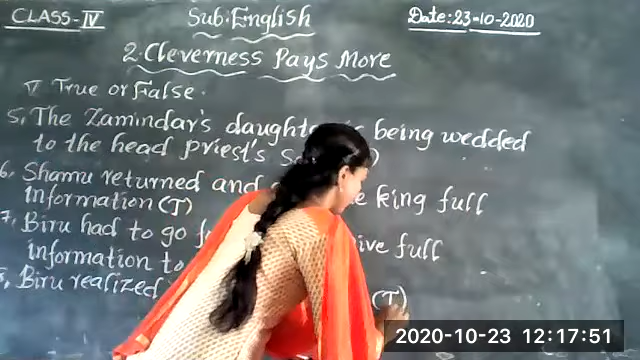 CLASS-IV
Sub:English
Date:23-10-2020
2.Cleverness Pays More
V True or False.
5, The Zamindar's daughter is being wedded
to the head priest's
6, Shamu returned and king full
information (T)
7, Biru had to go full
information to
Biru realized (T)
2020-10-23 12:17:51